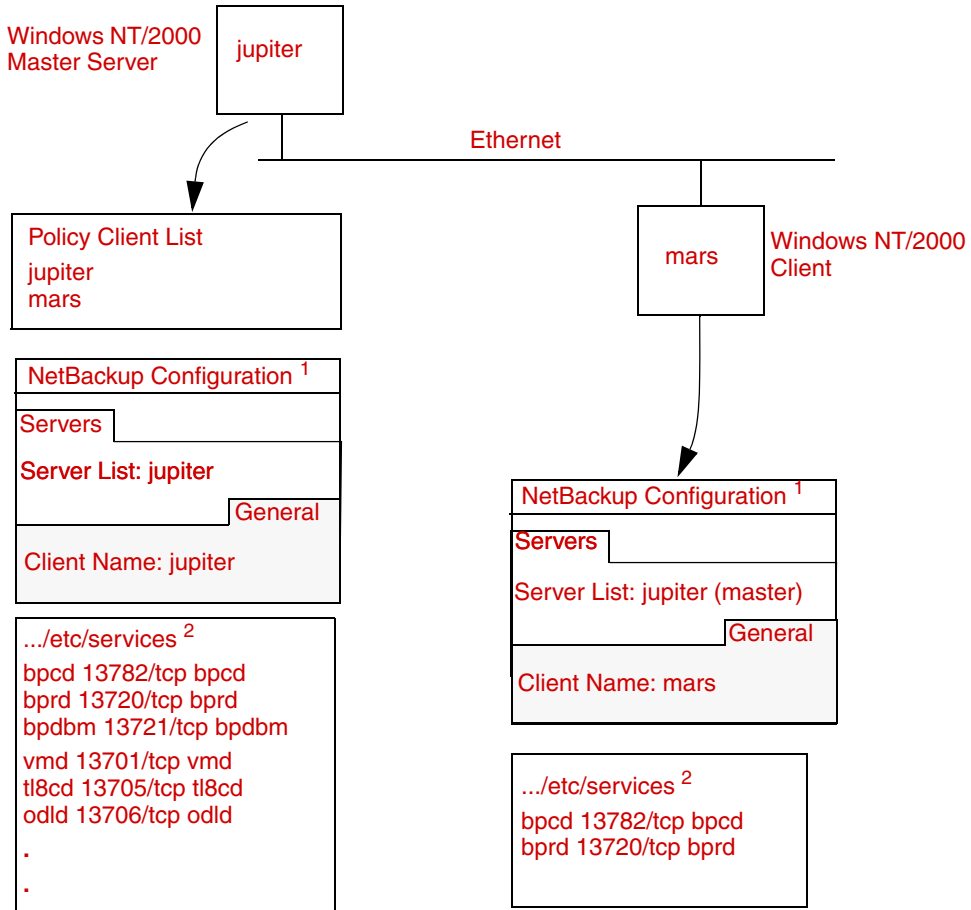 Windows NT/2000
Master Server
jupiter
Ethernet
Policy Client List
jupiter
mars
mars
Windows NT/2000
Client
NetBackup Configuration 1
Servers
Server List: jupiter
General
Client Name: jupiter
.../etc/services 2
bpcd 13782/tcp bpcd
bprd 13720/tcp bprd
bpdbm 13721/tcp bpdbm
vmd 13701/tcp vmd
tl8cd 13705/tcp tl8cd
odld 13706/tcp odld
.
.
NetBackup Configuration 1
Servers
Server List: jupiter (master)
General
Client Name: mars
.../etc/services 2
bpcd 13782/tcp bpcd
bprd 13720/tcp bprd